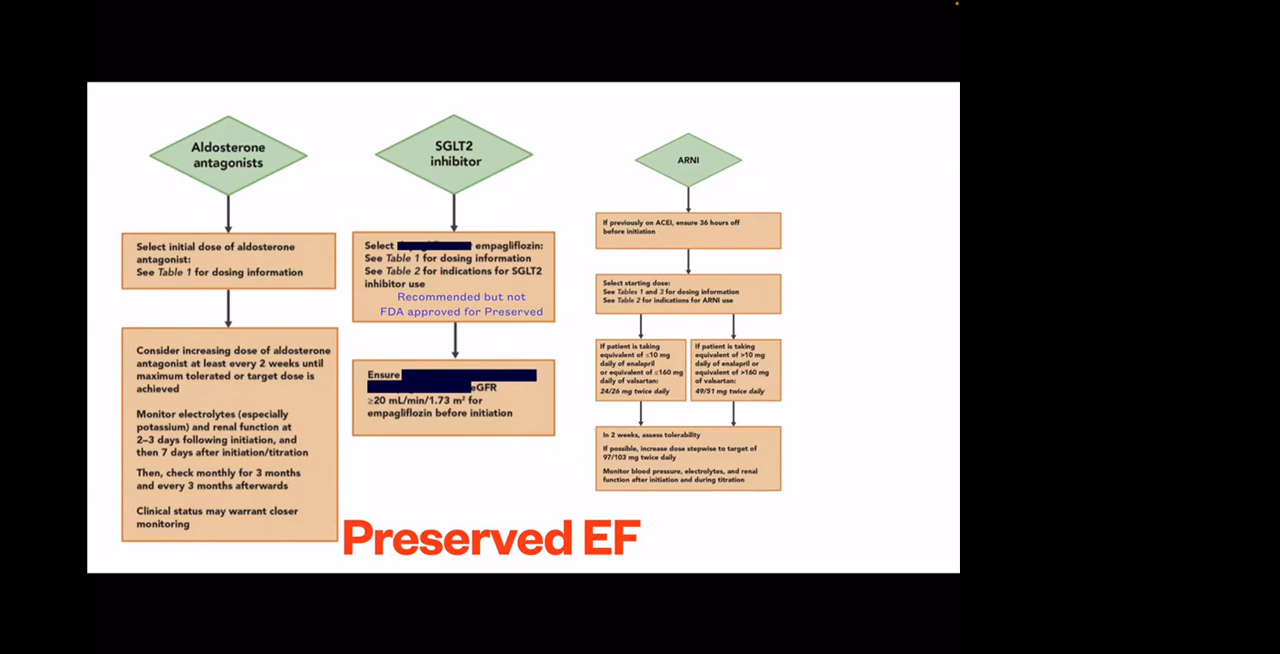 Aldosterone
antagonists
Select initial dose of aldosterone
antagonist:
See Table 1 for dosing information
Consider increasing dose of aldosterone
antagonist at least every 2 weeks until
maximum tolerated or target dose is
achieved
Monitor electrolytes (especially
potassium) and renal function at
2–3 days following initiation, and
then 7 days after initiation/titration
Then, check monthly for 3 months
and every 3 months afterwards
Clinical status may warrant closer
monitoring
SGLT2
inhibitor
Select empagliflozin:
See Table 1 for dosing information
See Table 2 for indications for SGLT2
inhibitor use
Recommended but not
FDA approved for Preserved
Ensure
eGFR
≥20 mL/min/1.73 m² for
empagliflozin before initiation
ARNI
If previously on ACEI, ensure 36 hours off
before initiation
Select starting dose:
See Tables 1 and 3 for dosing information
See Table 2 for indications for ARNI use
If patient is taking
equivalent of ≤10 mg
daily of enalapril
or equivalent of ≤160 mg
daily of valsartan:
24/26 mg twice daily
If patient is taking
equivalent of >10 mg
daily of enalapril or
equivalent of >160 mg
of valsartan:
49/51 mg twice daily
In 2 weeks, assess tolerability
If possible, increase dose stepwise to target of
97/103 mg twice daily
Monitor blood pressure, electrolytes, and renal
function after initiation and during titration
Preserved EF